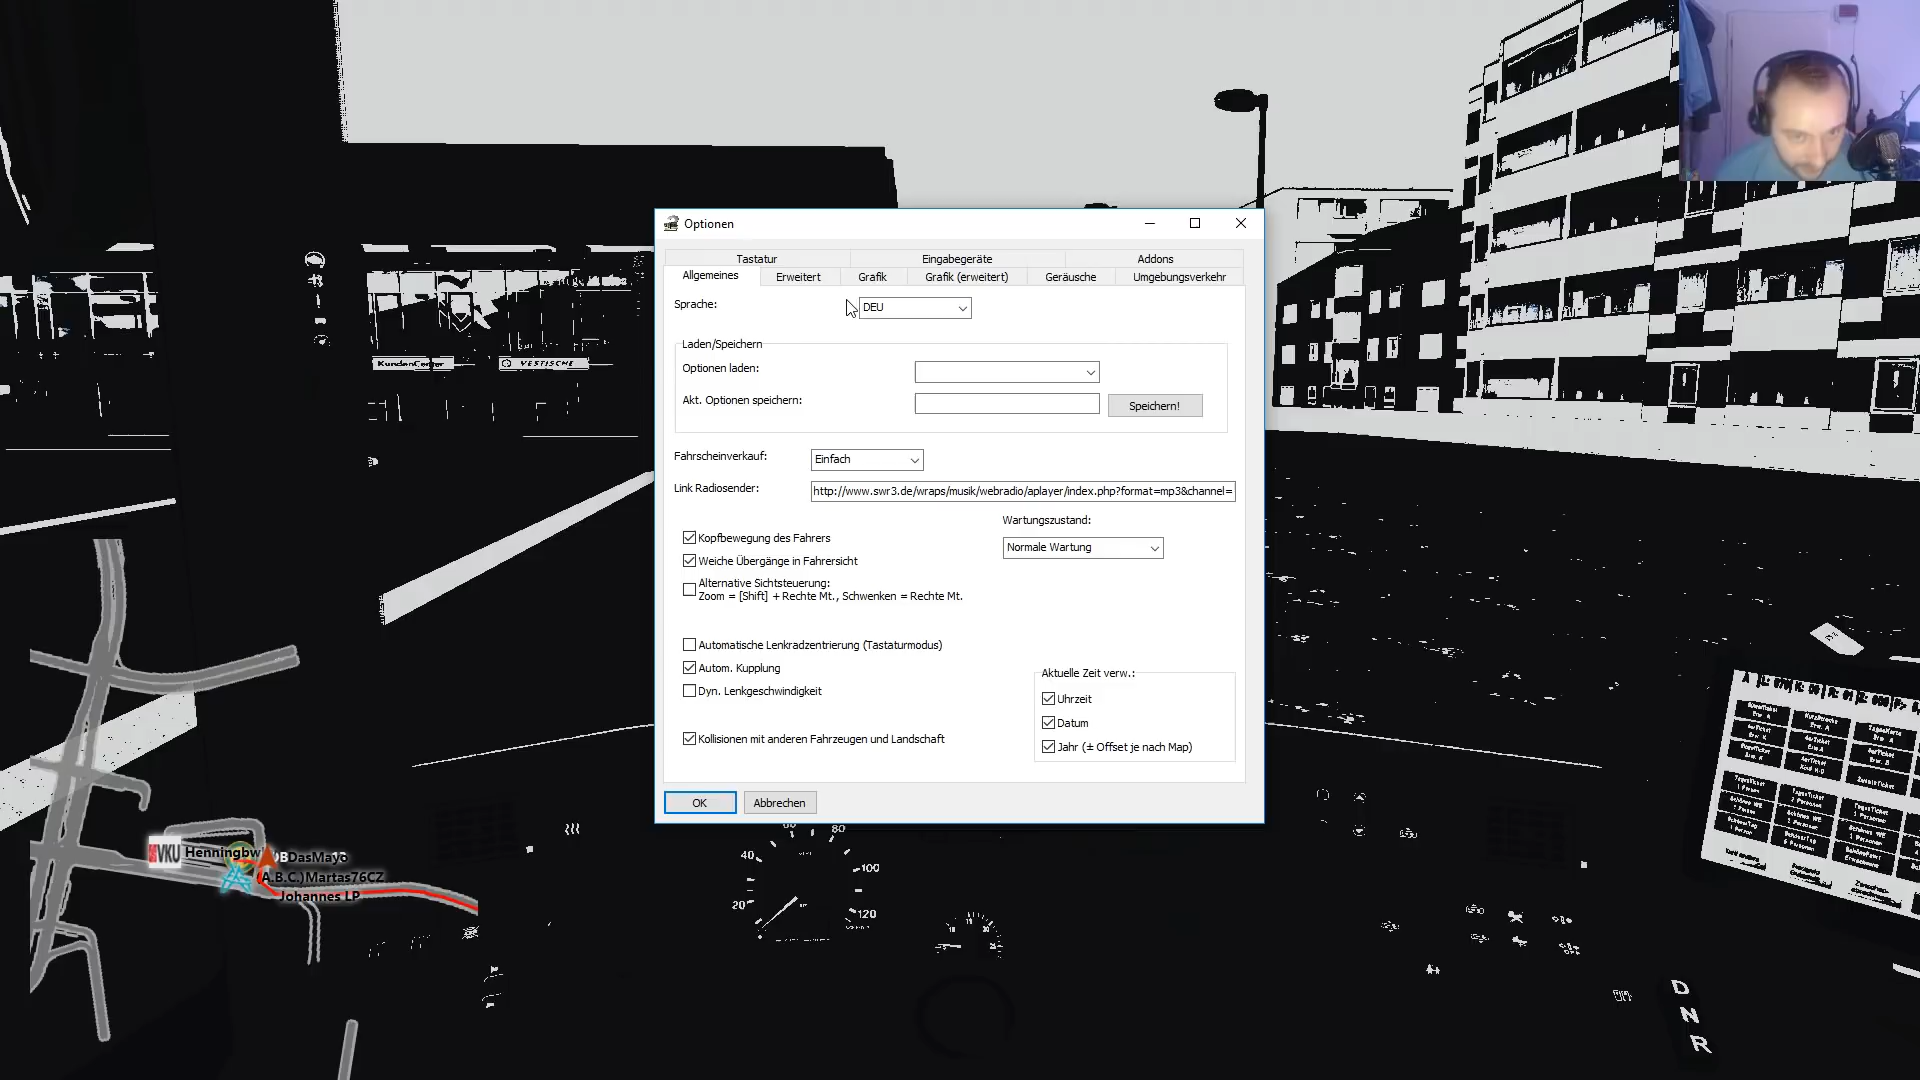 Optionen
Tastatur
Eingabegeräte
Addons
Allgemeines
Erweitert
Grafik
Grafik (erweitert)
Geräusche
Umgebungsverkehr
Sprache:
DEU
Laden/Speichern
Optionen laden:
Akt. Optionen speichern:
Speichern!
Fahrscheinverkauf:
Einfach
Link Radiosender:
http://www.swr3.de/wraps/musik/webradio/aplayer/index.php?format=mp3&channel=
Wartungszustand:
Normale Wartung
Kopfbewegung des Fahrers
Weiche Übergänge in Fahrersicht
Alternative Sichtsteuerung:
Zoom = [Shift] + Rechte Mt., Schwenken = Rechte Mt.
Automatische Lenkradzentrierung (Tastaturmodus)
Autom. Kupplung
Dyn. Lenkgeschwindigkeit
Kollisionen mit anderen Fahrzeugen und Landschaft
Aktuelle Zeit verw.:
Uhrzeit
Datum
Jahr (± Offset je nach Map)
OK
Abbrechen
KundenCenter
VESTISCHE
VKU
Henningbw
DasMayo
(A.B.C.)Martas76CZ
Johannes LP
20
40
60
80
100
120
D
N
R